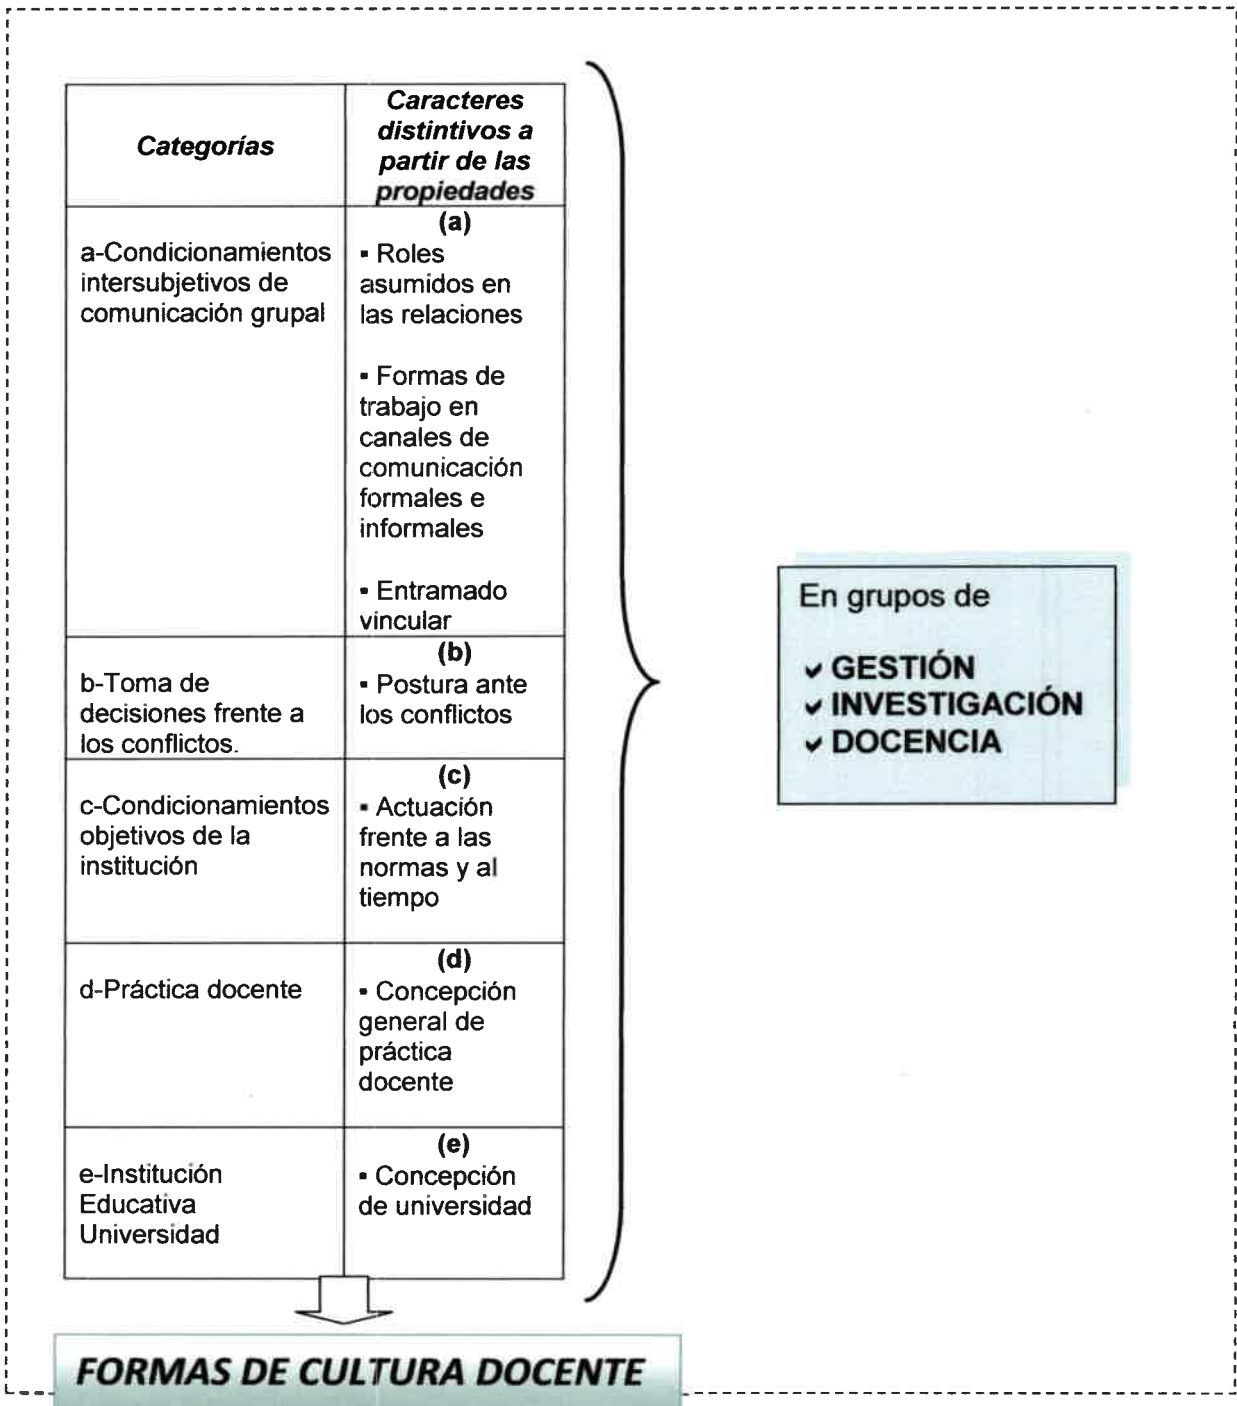 Categorías
Caracteres
distintivos a
partir de las
propiedades
a-Condicionamientos
intersubjetivos de
comunicación grupal
(a)
▪ Roles
asumidos en
las relaciones
▪ Formas de
trabajo en
canales de
comunicación
formales e
informales
▪ Entramado
vincular
b-Toma de
decisiones frente a
los conflictos.
(b)
▪ Postura ante
los conflictos
c-Condicionamientos
objetivos de la
institución
(c)
▪ Actuación
frente a las
normas y al
tiempo
d-Práctica docente
(d)
▪ Concepción
general de
práctica
docente
e-Institución
Educativa
Universidad
(e)
▪ Concepción
de universidad
En grupos de
✔ GESTIÓN
✔ INVESTIGACIÓN
✔ DOCENCIA
FORMAS DE CULTURA DOCENTE